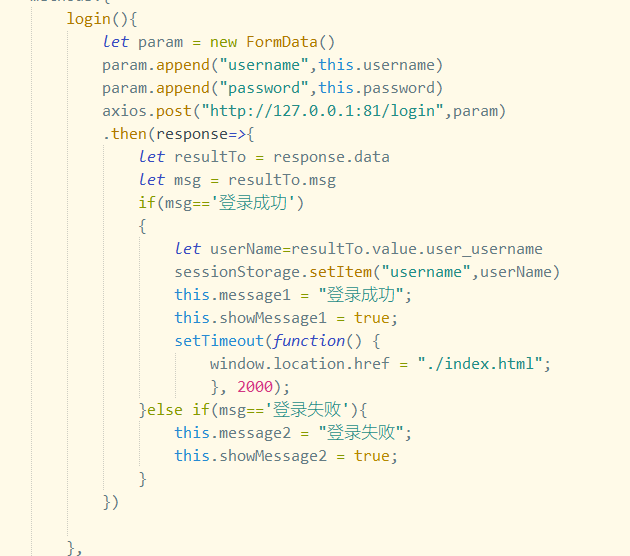 methods:{
login(){
let param = new FormData()
param.append("username",this.username)
param.append("password",this.password)
axios.post("http://127.0.0.1:81/login",param)
.then(response=>{
let resultTo = response.data
let msg = resultTo.msg
if(msg=='登录成功')
{
let userName=resultTo.value.user_username
sessionStorage.setItem("username",userName)
this.message1 = "登录成功";
this.showMessage1 = true;
setTimeout(function() {
window.location.href = "./index.html";
}, 2000);
}else if(msg=='登录失败'){
this.message2 = "登录失败";
this.showMessage2 = true;
}
})
},